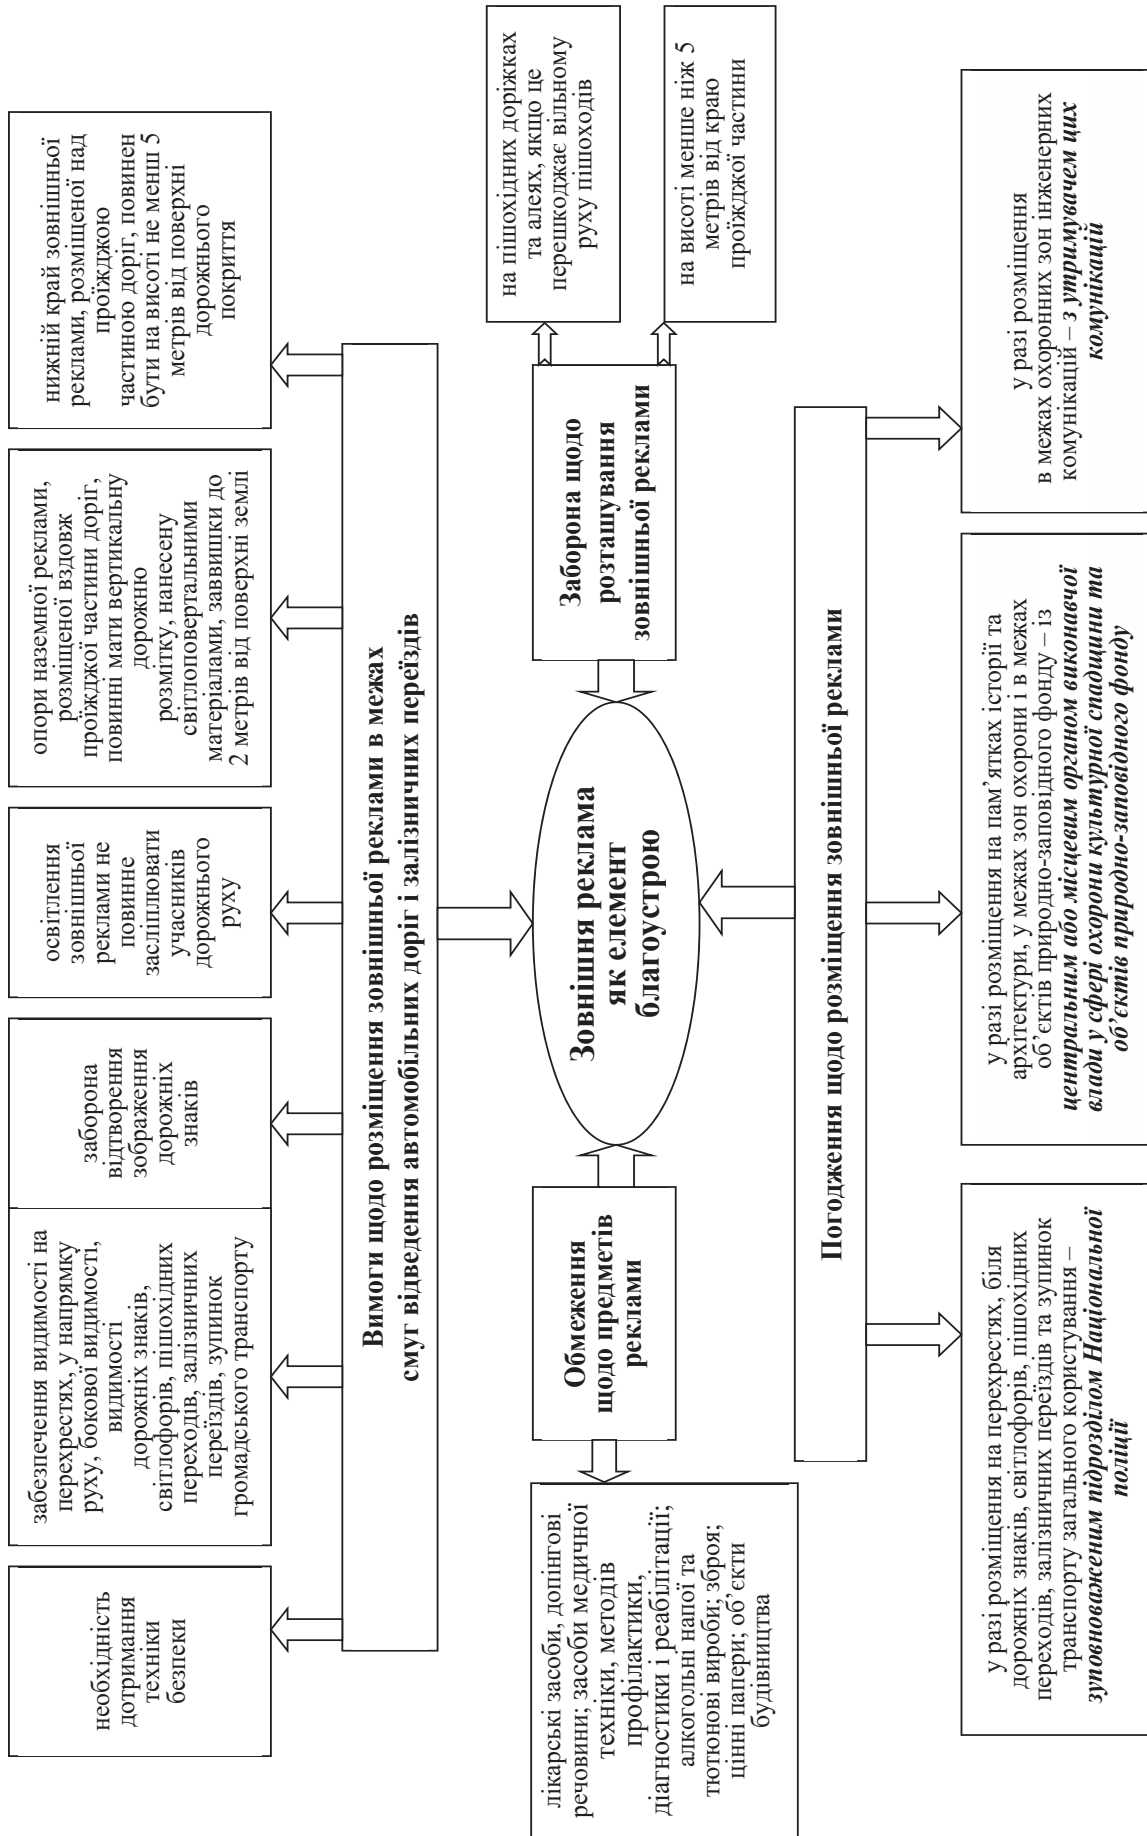 необхідність
дотримання
техніки
безпеки
забезпечення видимості на
перехрестях, у напрямку
руху, бокової видимості,
видимості
дорожніх знаків,
світлофорів, пішохідних
переходів, залізничних
переїздів, зупинок
громадського транспорту
заборона
відтворення
зображення
дорожніх
знаків
освітлення
зовнішньої
реклами не
повинне
засліплювати
учасників
дорожнього
руху
опори наземної реклами,
розміщеної вздовж
проїжджої частини доріг,
повинні мати вертикальну
дорожню
розмітку, нанесену
світлоповертальними
матеріалами, заввишки до
2 метрів від поверхні землі
нижній край зовнішньої
реклами, розміщеної над
проїжджою
частиною доріг, повинен
бути на висоті не менш 5
метрів від поверхні
дорожнього
покриття
Вимоги щодо розміщення зовнішньої реклами в межах
смуг відведення автомобільних доріг і залізничних переїздів
лікарські засоби, допінгові
речовини; засоби медичної
техніки, методів
профілактики,
діагностики і реабілітації;
алкогольні напої та
тютюнові вироби; зброя;
цінні папери; об’єкти
будівництва
Обмеження
щодо предметів
реклами
Зовнішня реклама
як елемент
благоустрою
Заборона щодо
розташування
зовнішньої реклами
на пішохідних доріжках
та алеях, якщо це
перешкоджає вільному
руху пішоходів
на висоті менше ніж 5
метрів від краю
проїжджої частини
Погодження щодо розміщення зовнішньої реклами
у разі розміщення на перехрестях, біля
дорожніх знаків, світлофорів, пішохідних
переходів, залізничних переїздів та зупинок
транспорту загального користування –
зуповноваженим підрозділом Національної
поліції
у разі розміщення на пам’ятках історії та
архітектури, у межах зон охорони і в межах
об’єктів природно-заповідного фонду – із
центральним або місцевим органом виконавчої
влади у сфері охорони культурної спадщини та
об’єктів природно-заповідного фонду
у разі розміщення
в межах охоронних зон інженерних
комунікацій – з утримувачем цих
комунікацій